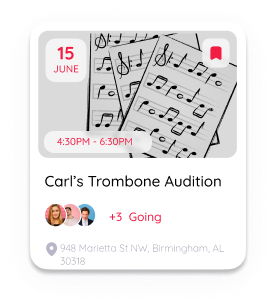 15
JUNE
4:30PM - 6:30PM
Carl's Trombone Audition
+3 Going
948 Marietta St NW, Birmingham, AL
30318